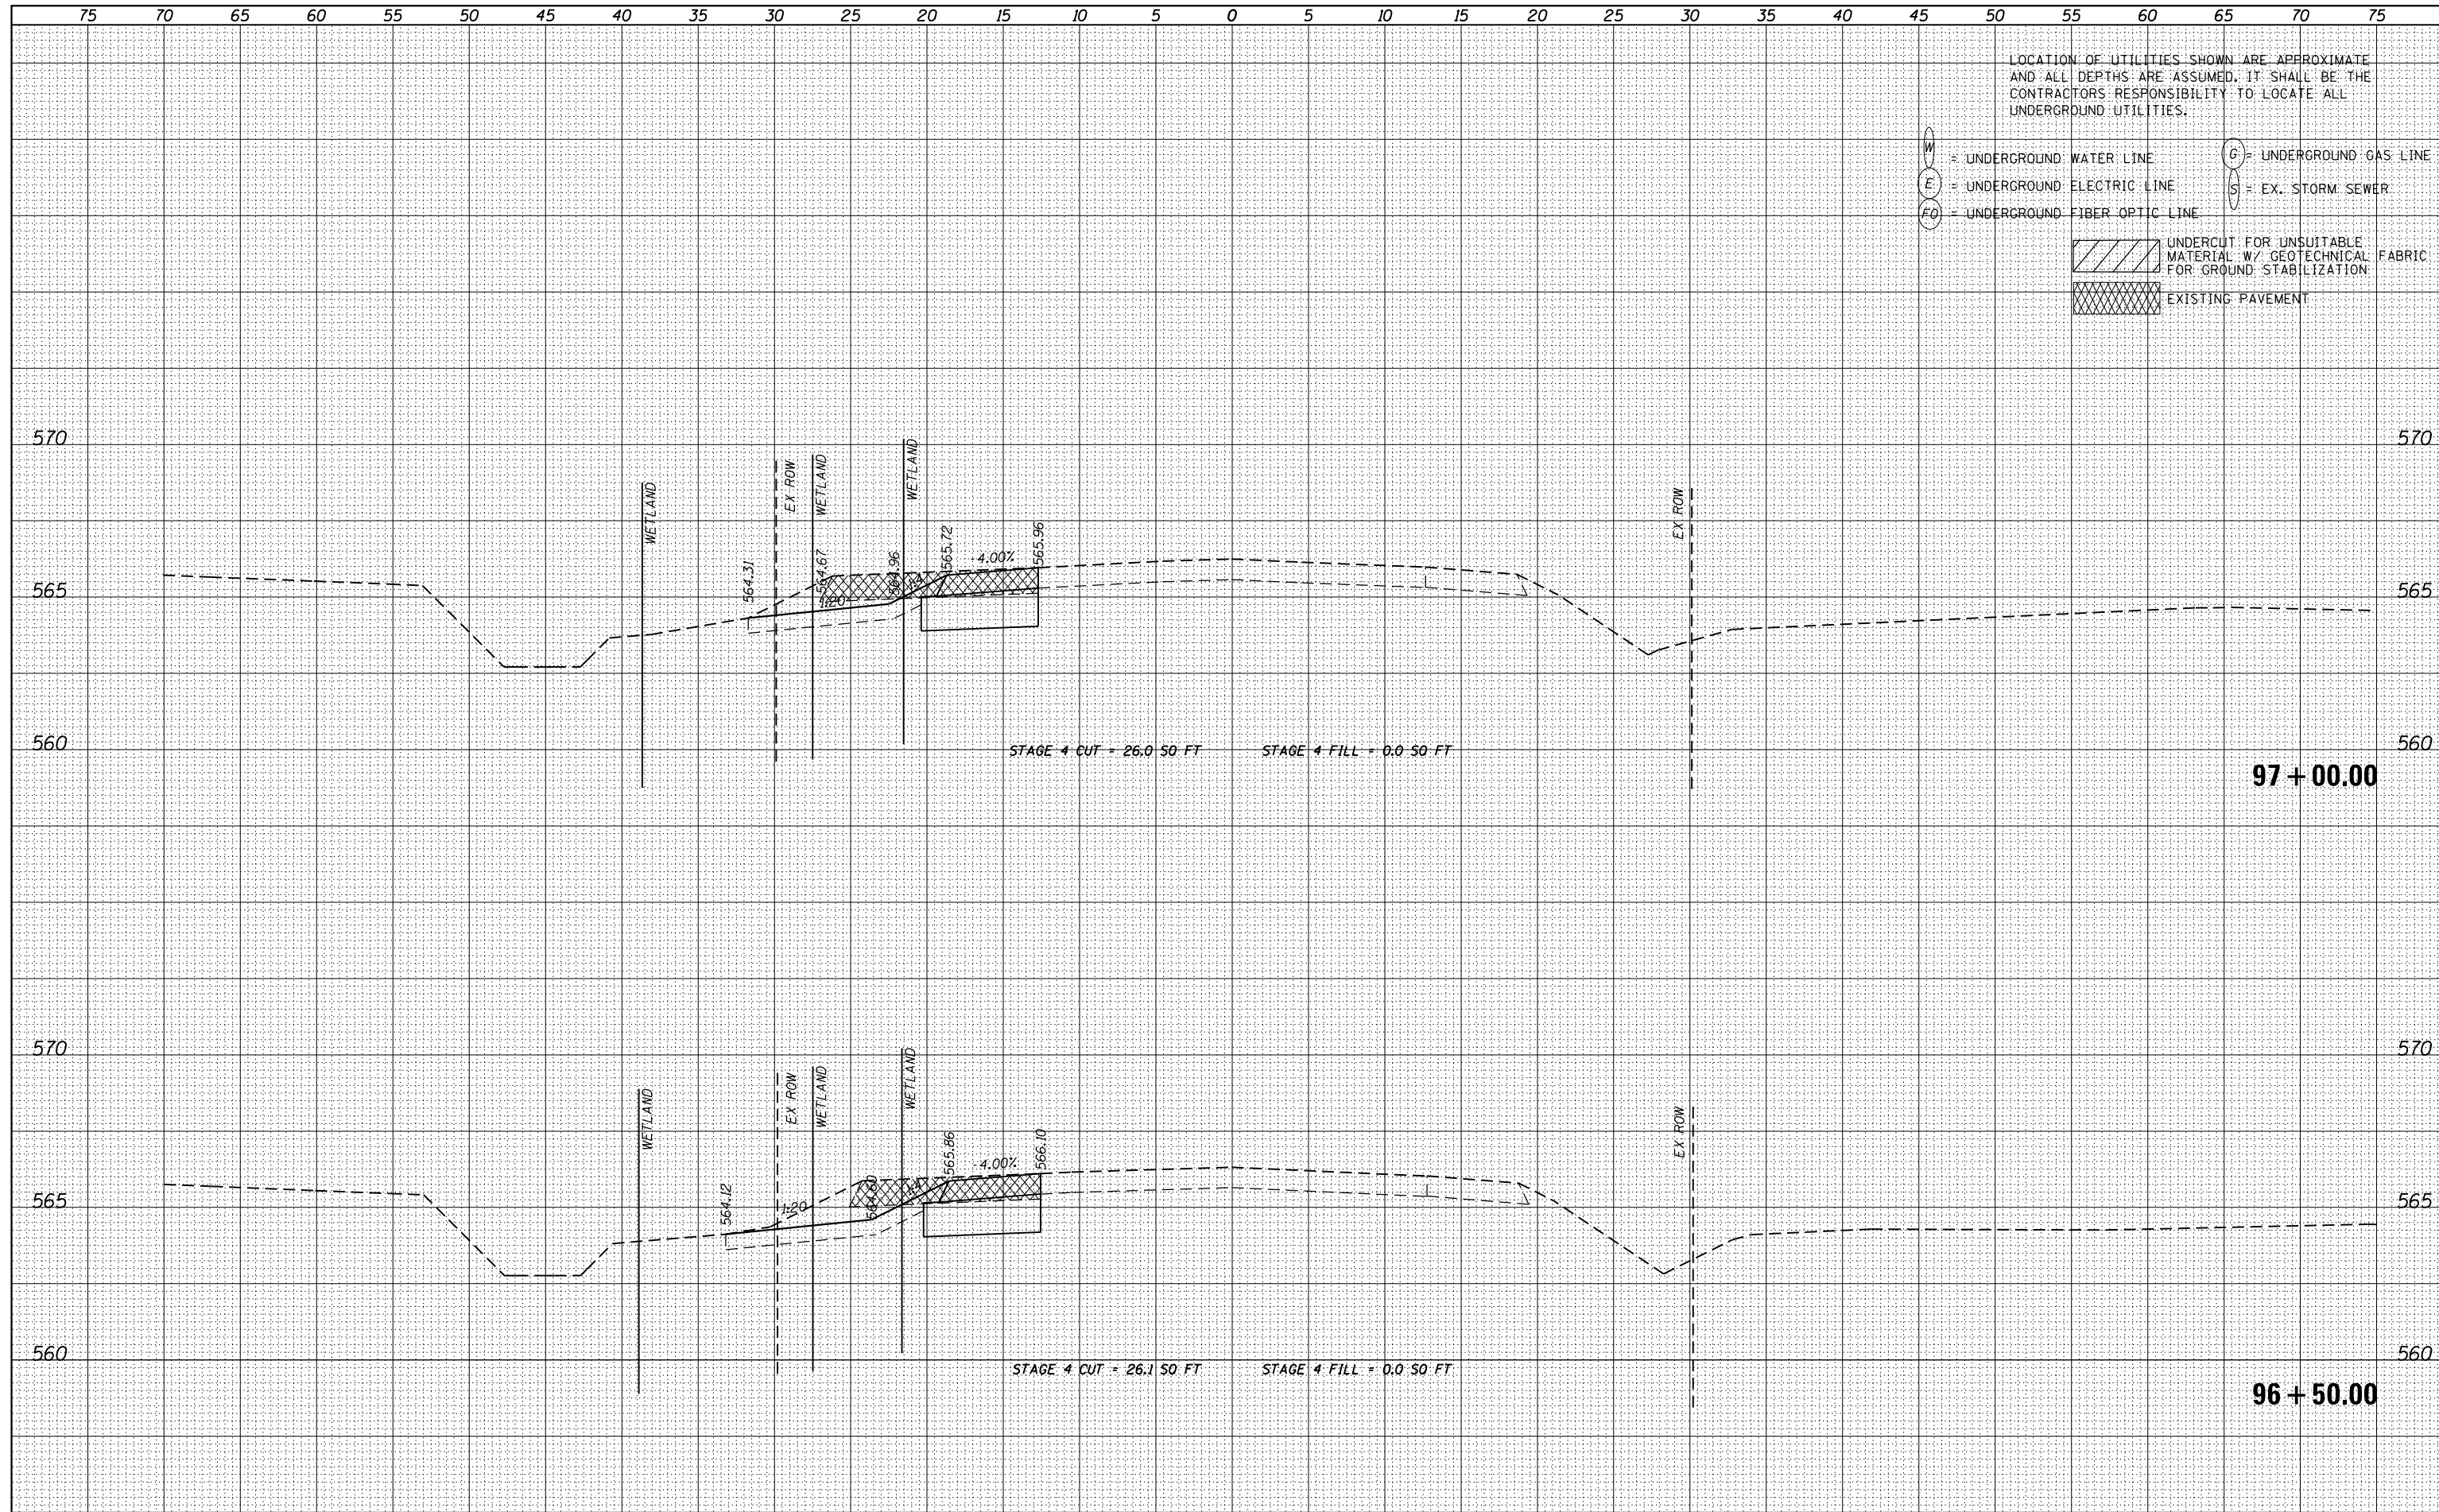 75 70 65 60 55 50 45 40 35 30 25 20 15 10 5 0 5 10 15 20 25 30 35 40 45 50 55 60 65 70 75
LOCATION OF UTILITIES SHOWN ARE APPROXIMATE
AND ALL DEPTHS ARE ASSUMED. IT SHALL BE THE
CONTRACTORS RESPONSIBILITY TO LOCATE ALL
UNDERGROUND UTILITIES.
W = UNDERGROUND WATER LINE
G = UNDERGROUND GAS LINE
E = UNDERGROUND ELECTRIC LINE
S = EX. STORM SEWER
FO = UNDERGROUND FIBER OPTIC LINE
UNDERCUT FOR UNSUITABLE
MATERIAL W/ GEOTECHNICAL FABRIC
FOR GROUND STABILIZATION
EXISTING PAVEMENT
570 570
WETLAND
EX ROW
WETLAND
WETLAND
EX ROW
564.31
564.67
564.96
565.72
-4.00%
565.96
1:20
1:4
565 565
560 560
STAGE 4 CUT = 26.0 SQ FT STAGE 4 FILL = 0.0 SQ FT
97+00.00
570 570
WETLAND
EX ROW
WETLAND
WETLAND
EX ROW
564.12
1:20
564.60
565.86
-4.00%
566.10
565 565
560 560
STAGE 4 CUT = 26.1 SQ FT STAGE 4 FILL = 0.0 SQ FT
96+50.00